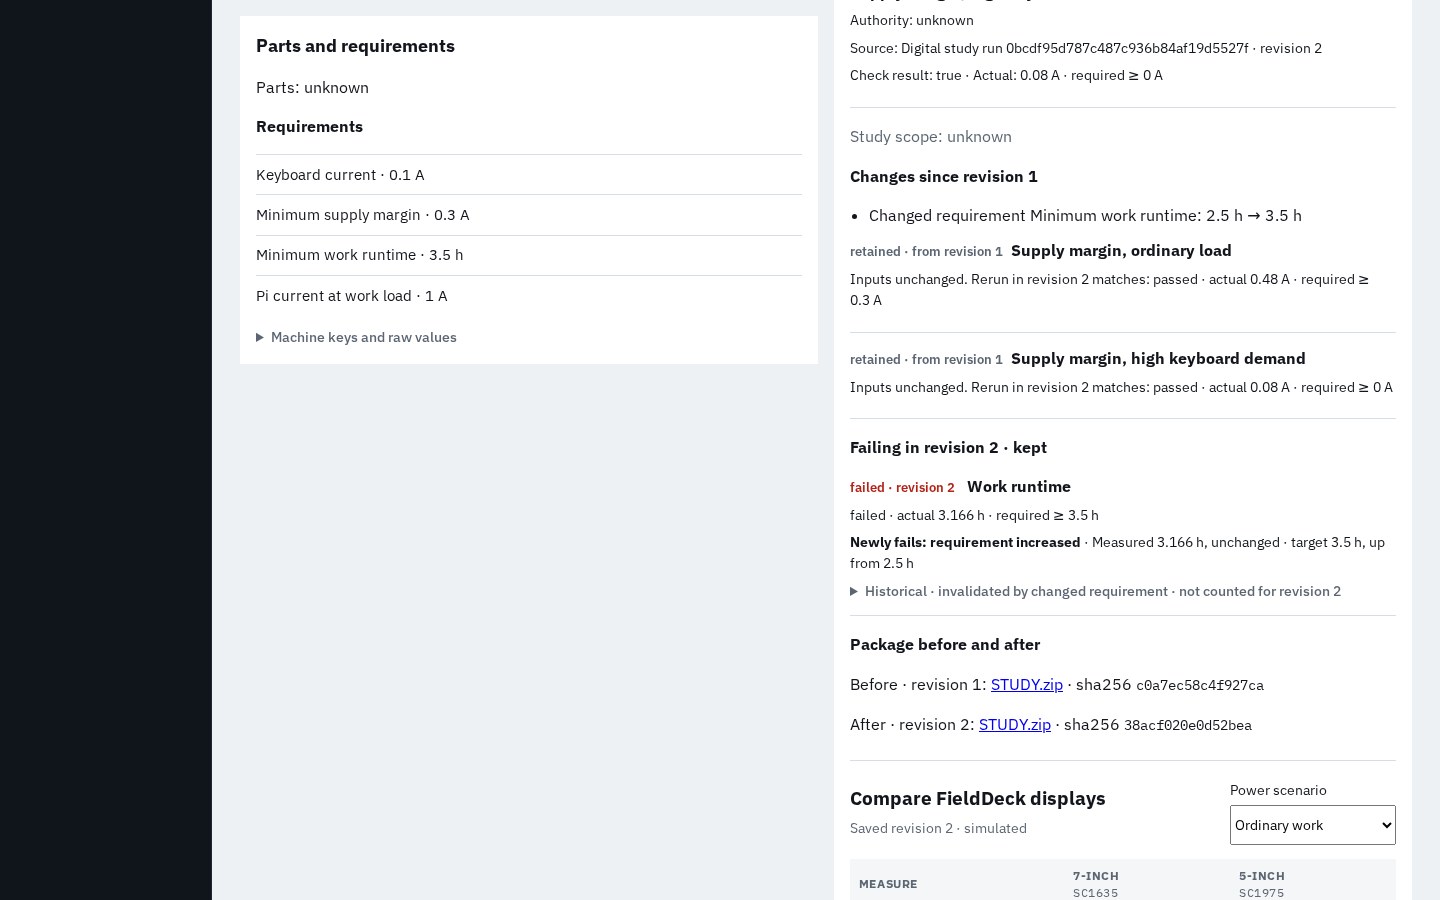 Parts and requirements
Parts: unknown
Requirements
Keyboard current · 0.1 A
Minimum supply margin · 0.3 A
Minimum work runtime · 3.5 h
Pi current at work load · 1 A
▶ Machine keys and raw values
Authority: unknown
Source: Digital study run 0bcdf95d787c487c936b84af19d5527f · revision 2
Check result: true · Actual: 0.08 A · required ≥ 0 A
Study scope: unknown
Changes since revision 1
• Changed requirement Minimum work runtime: 2.5 h → 3.5 h
retained · from revision 1 Supply margin, ordinary load
Inputs unchanged. Rerun in revision 2 matches: passed · actual 0.48 A · required ≥
0.3 A
retained · from revision 1 Supply margin, high keyboard demand
Inputs unchanged. Rerun in revision 2 matches: passed · actual 0.08 A · required ≥ 0 A
Failing in revision 2 · kept
failed · revision 2 Work runtime
failed · actual 3.166 h · required ≥ 3.5 h
Newly fails: requirement increased · Measured 3.166 h, unchanged · target 3.5 h, up
from 2.5 h
▶ Historical · invalidated by changed requirement · not counted for revision 2
Package before and after
Before · revision 1: STUDY.zip · sha256 c0a7ec58c4f927ca
After · revision 2: STUDY.zip · sha256 38acf020e0d52bea
Compare FieldDeck displays
Saved revision 2 · simulated
Power scenario
Ordinary work
MEASURE
7-INCH
SC1635
5-INCH
SC1975